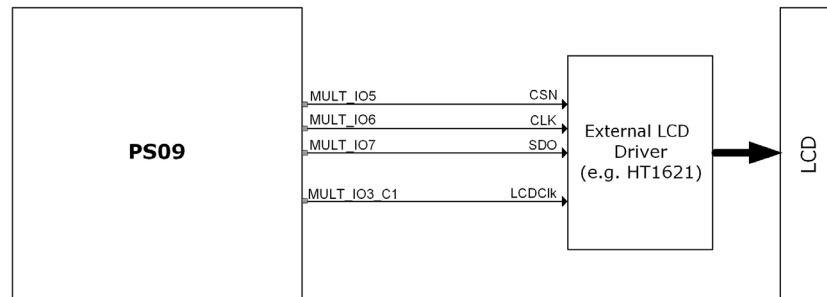 PS09
MULT_IO5 CSN
MULT_IO6 CLK
MULT_IO7 SDO
MULT_IO3_C1 LCDClk
External LCD
Driver
(e.g. HT1621)
LCD